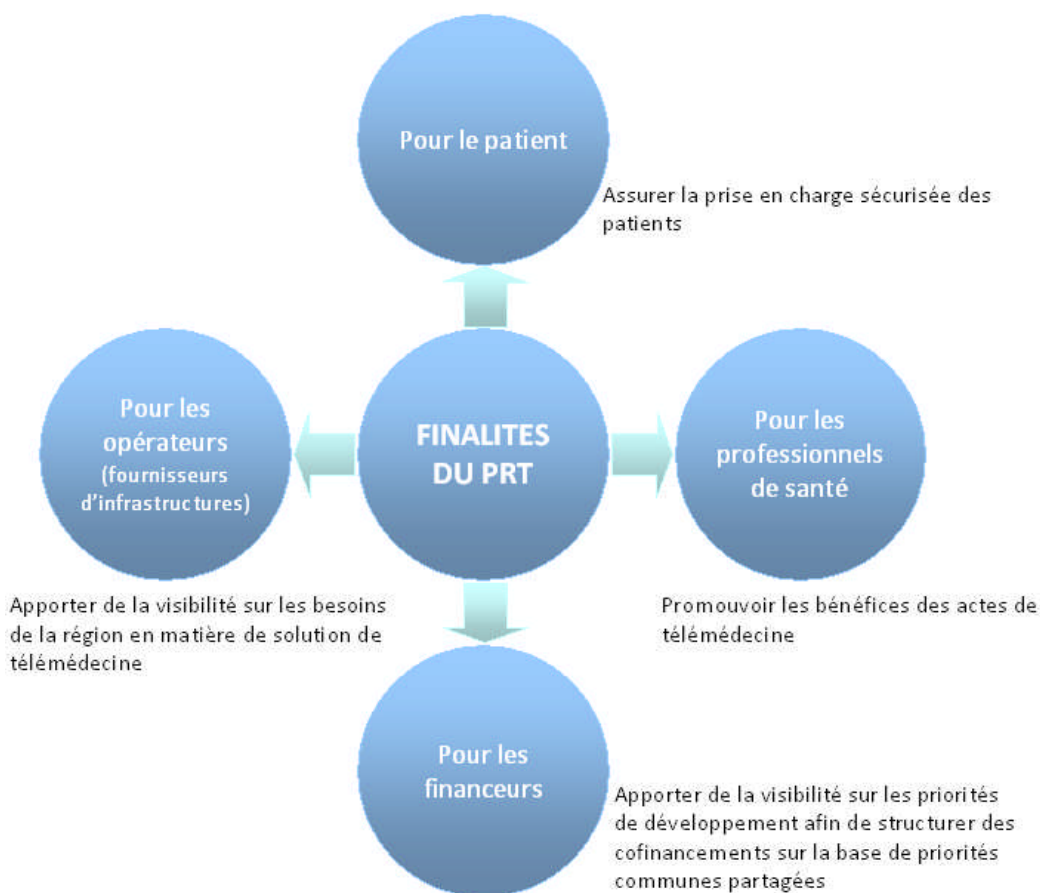 Pour le patient
Assurer la prise en charge sécurisée des
patients
Pour les
opérateurs
(fournisseurs
d'infrastructures)
FINALITES
DU PRT
Pour les
professionnels
de santé
Apporter de la visibilité sur les besoins
de la région en matière de solution de
télémédecine
Promouvoir les bénéfices des actes de
télémédecine
Pour les
financeurs
Apporter de la visibilité sur les priorités
de développement afin de structurer des
cofinancements sur la base de priorités
communes partagées